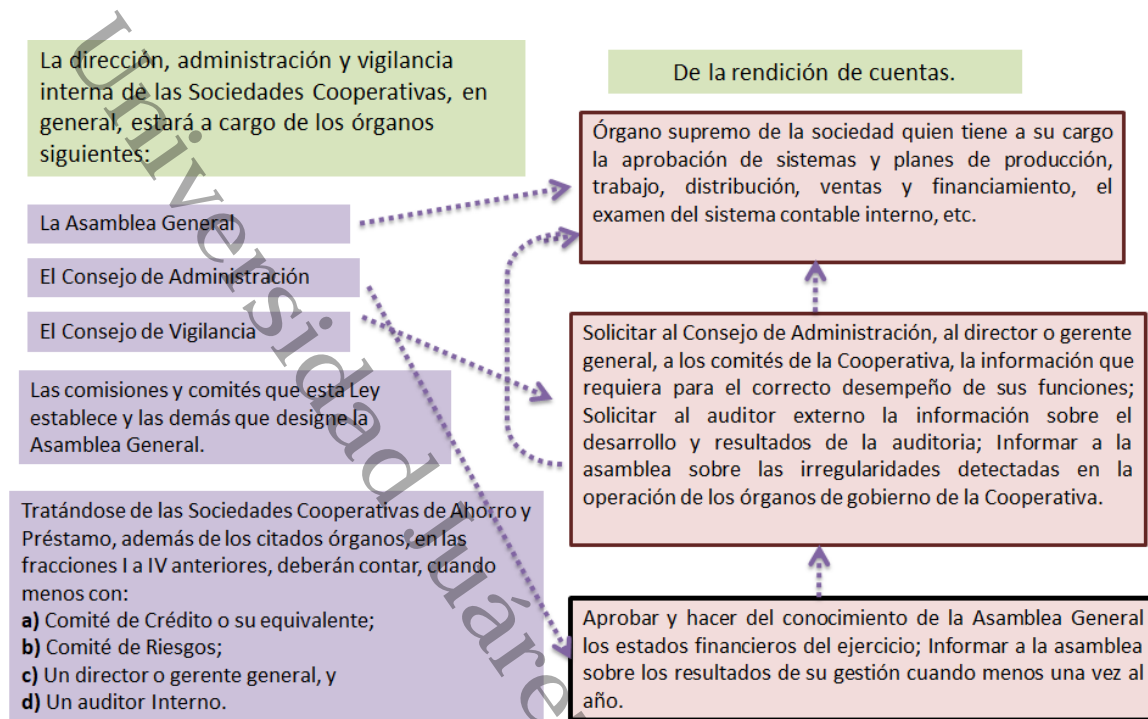 La dirección, administración y vigilancia
interna de las Sociedades Cooperativas, en
general, estará a cargo de los órganos
siguientes:
La Asamblea General
El Consejo de Administración
El Consejo de Vigilancia
Las comisiones y comités que esta Ley
establece y las demás que designe la
Asamblea General.
Tratándose de las Sociedades Cooperativas de Ahorro y
Préstamo, además de los citados órganos, en las
fracciones I a IV anteriores, deberán contar, cuando
menos con:
a) Comité de Crédito o su equivalente;
b) Comité de Riesgos;
c) Un director o gerente general, y
d) Un auditor Interno.
De la rendición de cuentas.
Órgano supremo de la sociedad quien tiene a su cargo
la aprobación de sistemas y planes de producción,
trabajo, distribución, ventas y financiamiento, el
examen del sistema contable interno, etc.
Solicitar al Consejo de Administración, al director o gerente
general, a los comités de la Cooperativa, la información que
requiera para el correcto desempeño de sus funciones;
Solicitar al auditor externo la información sobre el
desarrollo y resultados de la auditoria; Informar a la
asamblea sobre las irregularidades detectadas en la
operación de los órganos de gobierno de la Cooperativa.
Aprobar y hacer del conocimiento de la Asamblea General
los estados financieros del ejercicio; Informar a la asamblea
sobre los resultados de su gestión cuando menos una vez al
año.
Universidad Juáre